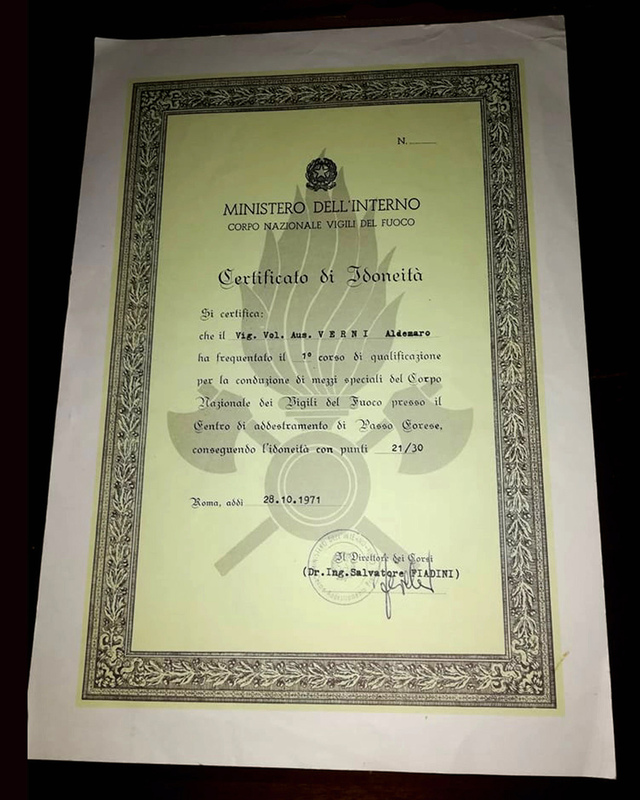 N.
MINISTERO DELL'INTERNO
CORPO NAZIONALE VIGILI DEL FUOCO
Certificato di Idoneità
Si certifica:
che il Vig. Vol. Aus. VERNI Aldemaro
ha frequentato il 1º corso di qualificazione
per la conduzione di mezzi speciali del Corpo
Nazionale dei Vigili del Fuoco presso il
Centro di addestramento di Passo Corese,
conseguendo l'idoneità con punti 21/30
Roma, addì 28.10.1971
Il Direttore dei Corsi
(Dr.Ing.Salvatore FIADINI)